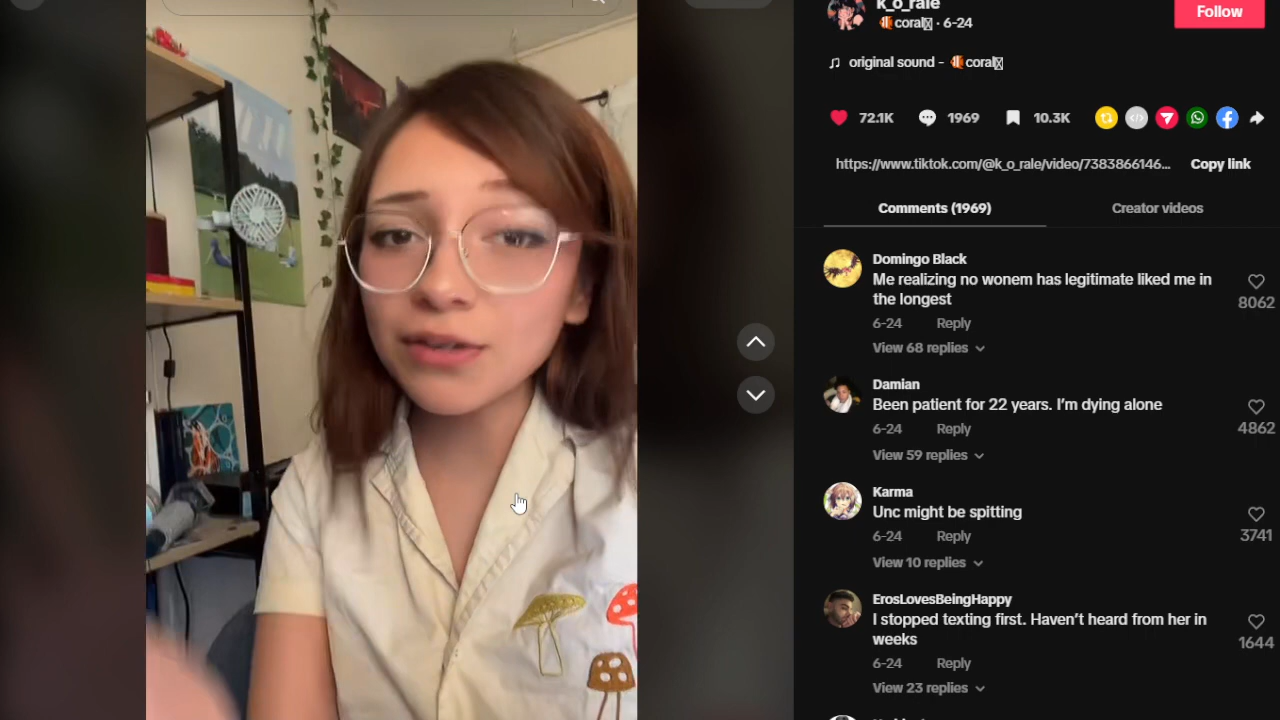 k_o_rale
coral · 6-24
Follow
original sound - coral
72.1K
1969
10.3K
https://www.tiktok.com/@k_o_rale/video/7383866146...
Copy link
Comments (1969)
Creator videos
Domingo Black
Me realizing no wonem has legitimate liked me in
the longest
8062
6-24
Reply
View 68 replies
Damian
Been patient for 22 years. I'm dying alone
4862
6-24
Reply
View 59 replies
Karma
Unc might be spitting
3741
6-24
Reply
View 10 replies
ErosLovesBeingHappy
I stopped texting first. Haven't heard from her in
weeks
1644
6-24
Reply
View 23 replies